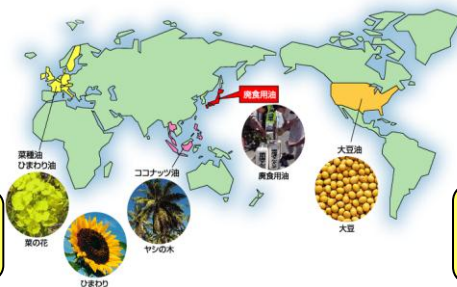 廃食用油
菜種油
ひまわり油
ココナッツ油
廃食用油
大豆油
菜の花
ヤシの木
大豆
ひまわり